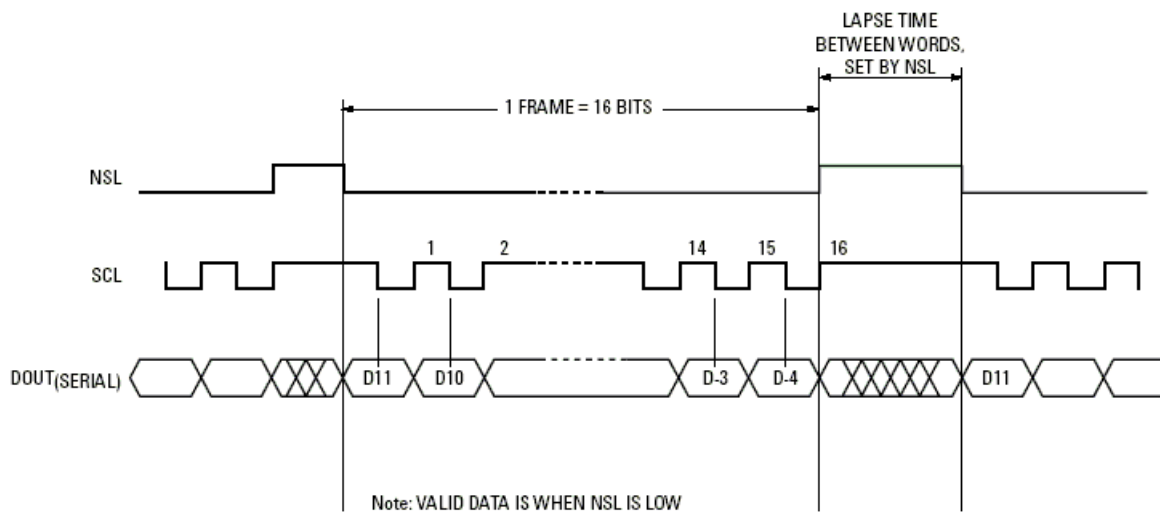 LAPSE TIME
BETWEEN WORDS,
SET BY NSL
1 FRAME = 16 BITS
NSL
SCL
1
2
14
15
16
DOUT(SERIAL)
D11
D10
D-3
D-4
D11
Note: VALID DATA IS WHEN NSL IS LOW